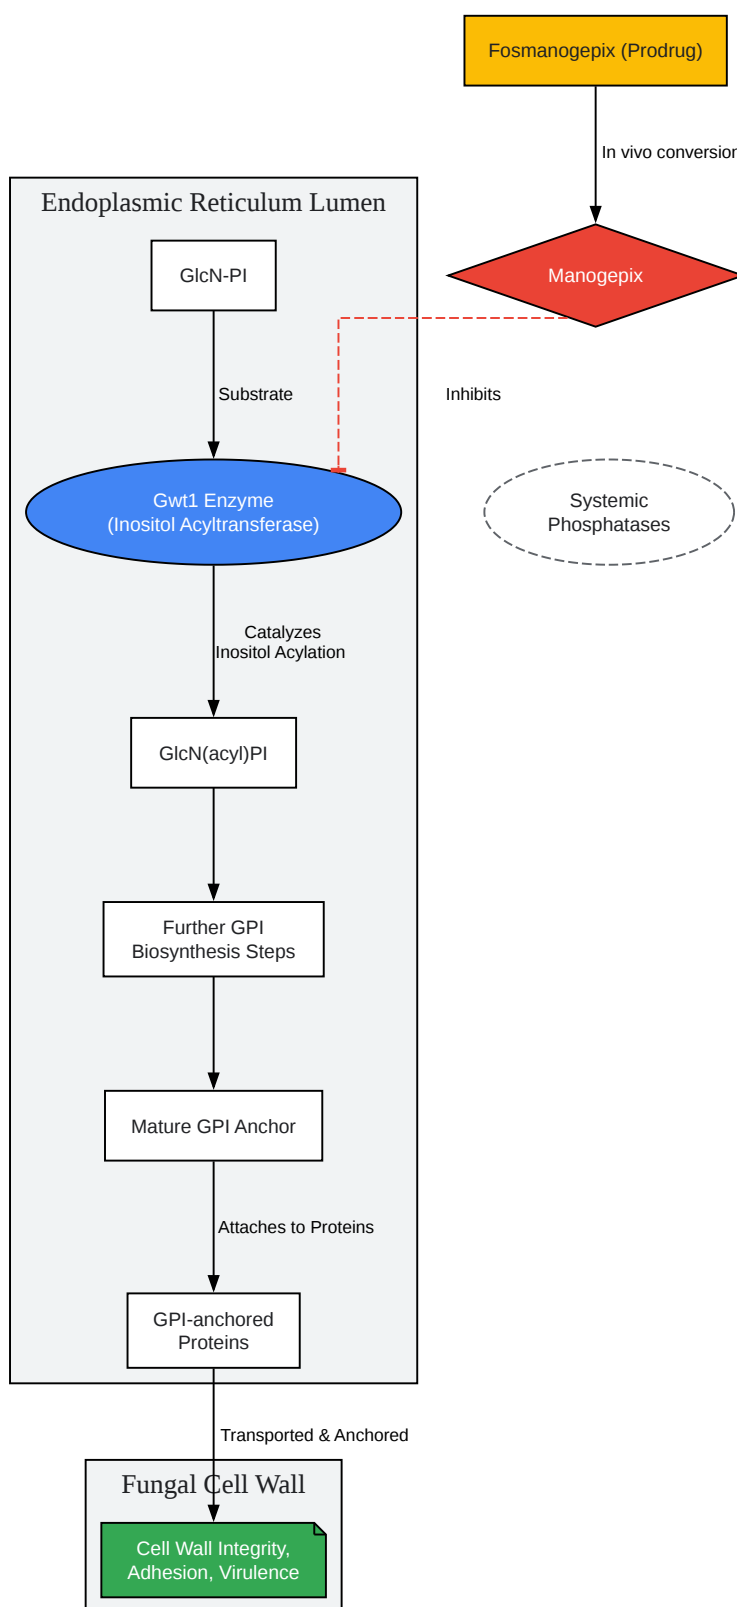 Fosmanogepix (Prodrug)
In vivo conversion
Endoplasmic Reticulum Lumen
GlcN-PI
Manogepix
Substrate
Inhibits
Gwt1 Enzyme
(Inositol Acyltransferase)
Systemic
Phosphatases
Catalyzes
Inositol Acylation
GlcN(acyl)PI
Further GPI
Biosynthesis Steps
Mature GPI Anchor
Attaches to Proteins
GPI-anchored
Proteins
Transported & Anchored
Fungal Cell Wall
Cell Wall Integrity,
Adhesion, Virulence